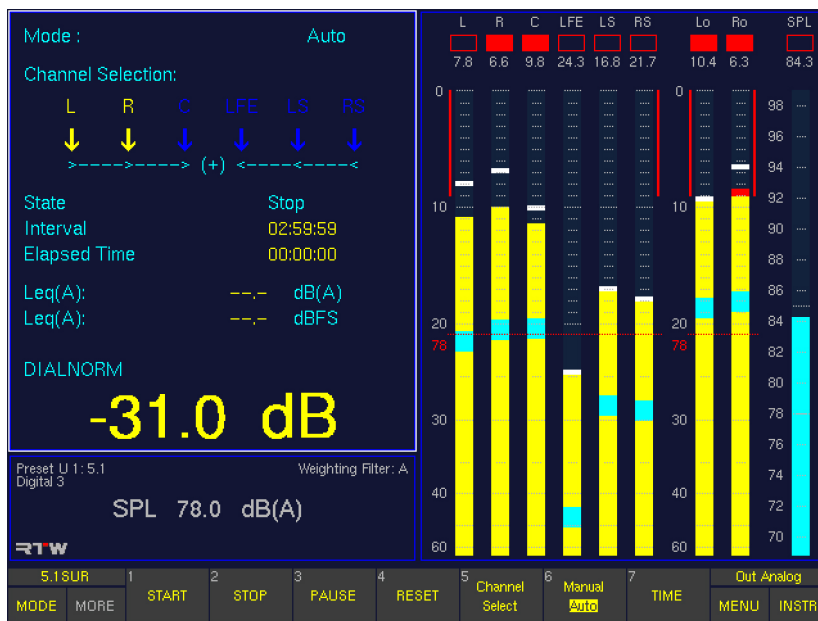 Mode : Auto
Channel Selection:
L R C LFE LS RS
>---->----> (+) <----<----<
State Stop
Interval 02:59:59
Elapsed Time 00:00:00
Leq(A): --.- dB(A)
Leq(A): --.- dBFS
DIALNORM
-31.0 dB
Preset U 1: 5.1 Weighting Filter: A
Digital 3
SPL 78.0 dB(A)
RTW
L R C LFE LS RS Lo Ro SPL
7.8 6.6 9.8 24.3 16.8 21.7 10.4 6.3 84.3
0 0
98
96
94
92
10 10
90
88
86
20 20 84
78 78
82
80
30 30 78
76
74
40 40
72
70
60 60
5.1SUR 1 2 3 4 5 6 7 Out Analog
MODE MORE START STOP PAUSE RESET Channel Select Manual Auto TIME MENU INSTR